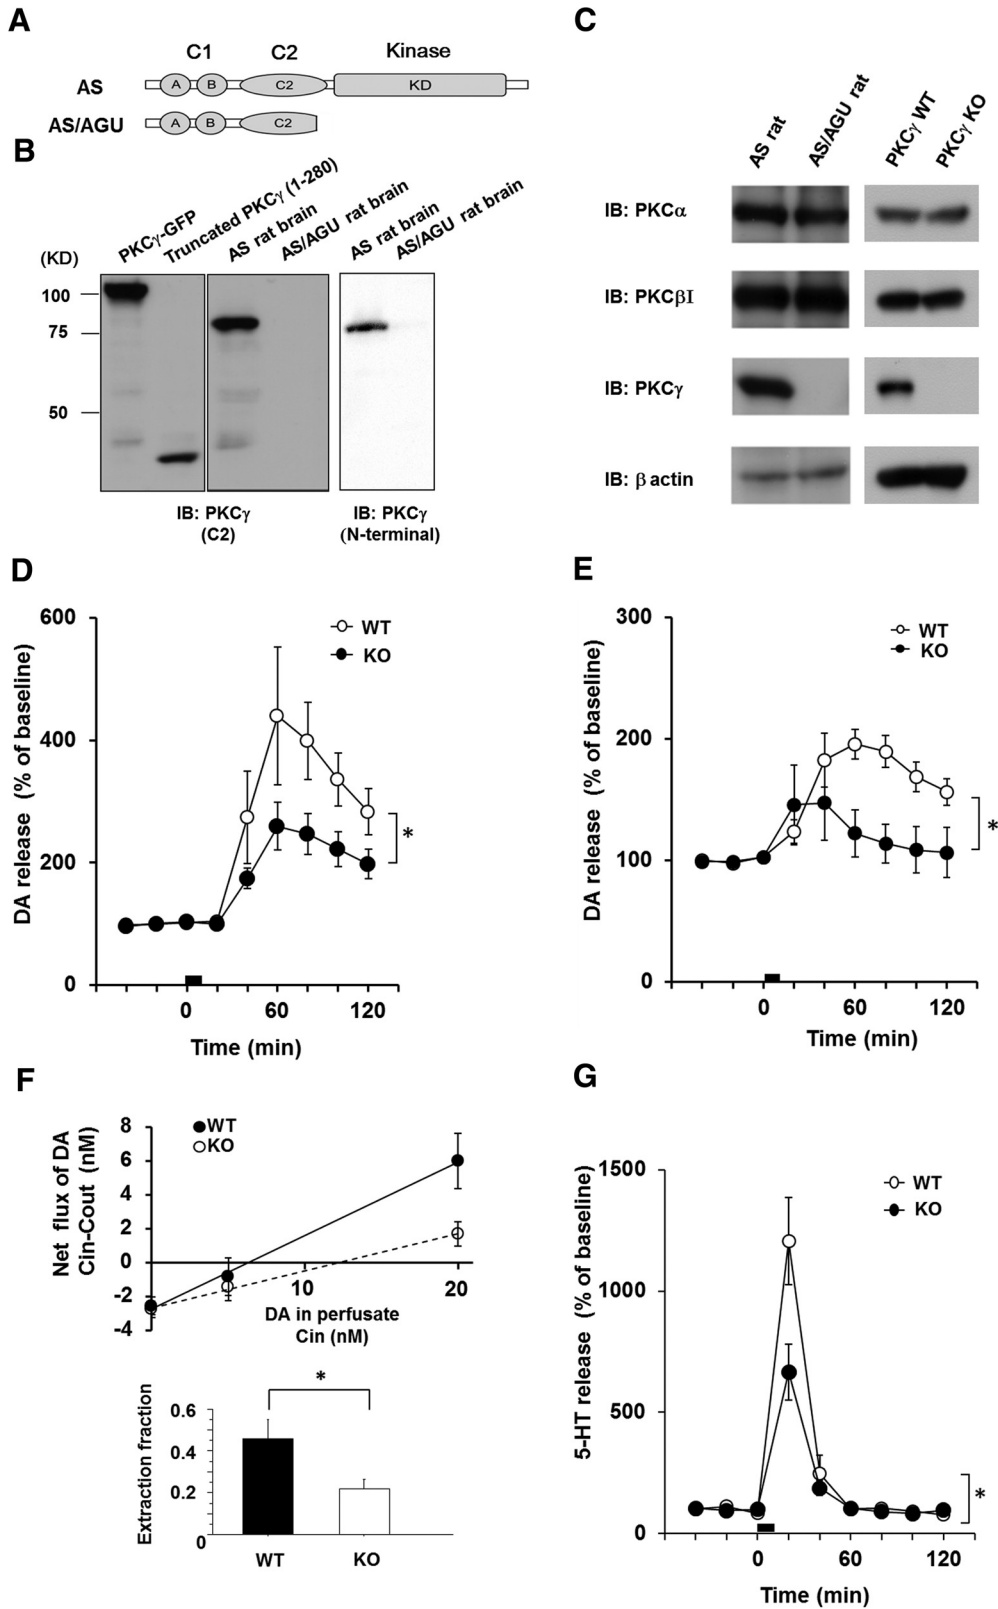 A
C1 C2 Kinase
AS A B C2 KD
AS/AGU A B C2
B
PKCγ-GFP
Truncated PKCγ (1-280)
AS rat brain
AS/AGU rat brain
AS rat brain
AS/AGU rat brain
(KD)
100
75
50
IB: PKCγ
(C2)
IB: PKCγ
(N-terminal)
C
AS rat
AS/AGU rat
PKCγ WT
PKCγ KO
IB: PKCα
IB: PKCβI
IB: PKCγ
IB: β actin
D
DA release (% of baseline)
600
400
200
0
WT
KO
*
0 60 120
Time (min)
E
DA release (% of baseline)
300
200
100
0
WT
KO
*
0 60 120
Time (min)
F
Net flux of DA
Cin-Cout (nM)
8
6
4
2
0
-2
-4
WT
KO
10 20
DA in perfusate
Cin (nM)
Extraction fraction
0.6
0.4
0.2
0
*
WT KO
G
5-HT release (% of baseline)
1500
1000
500
0
WT
KO
*
0 60 120
Time (min)